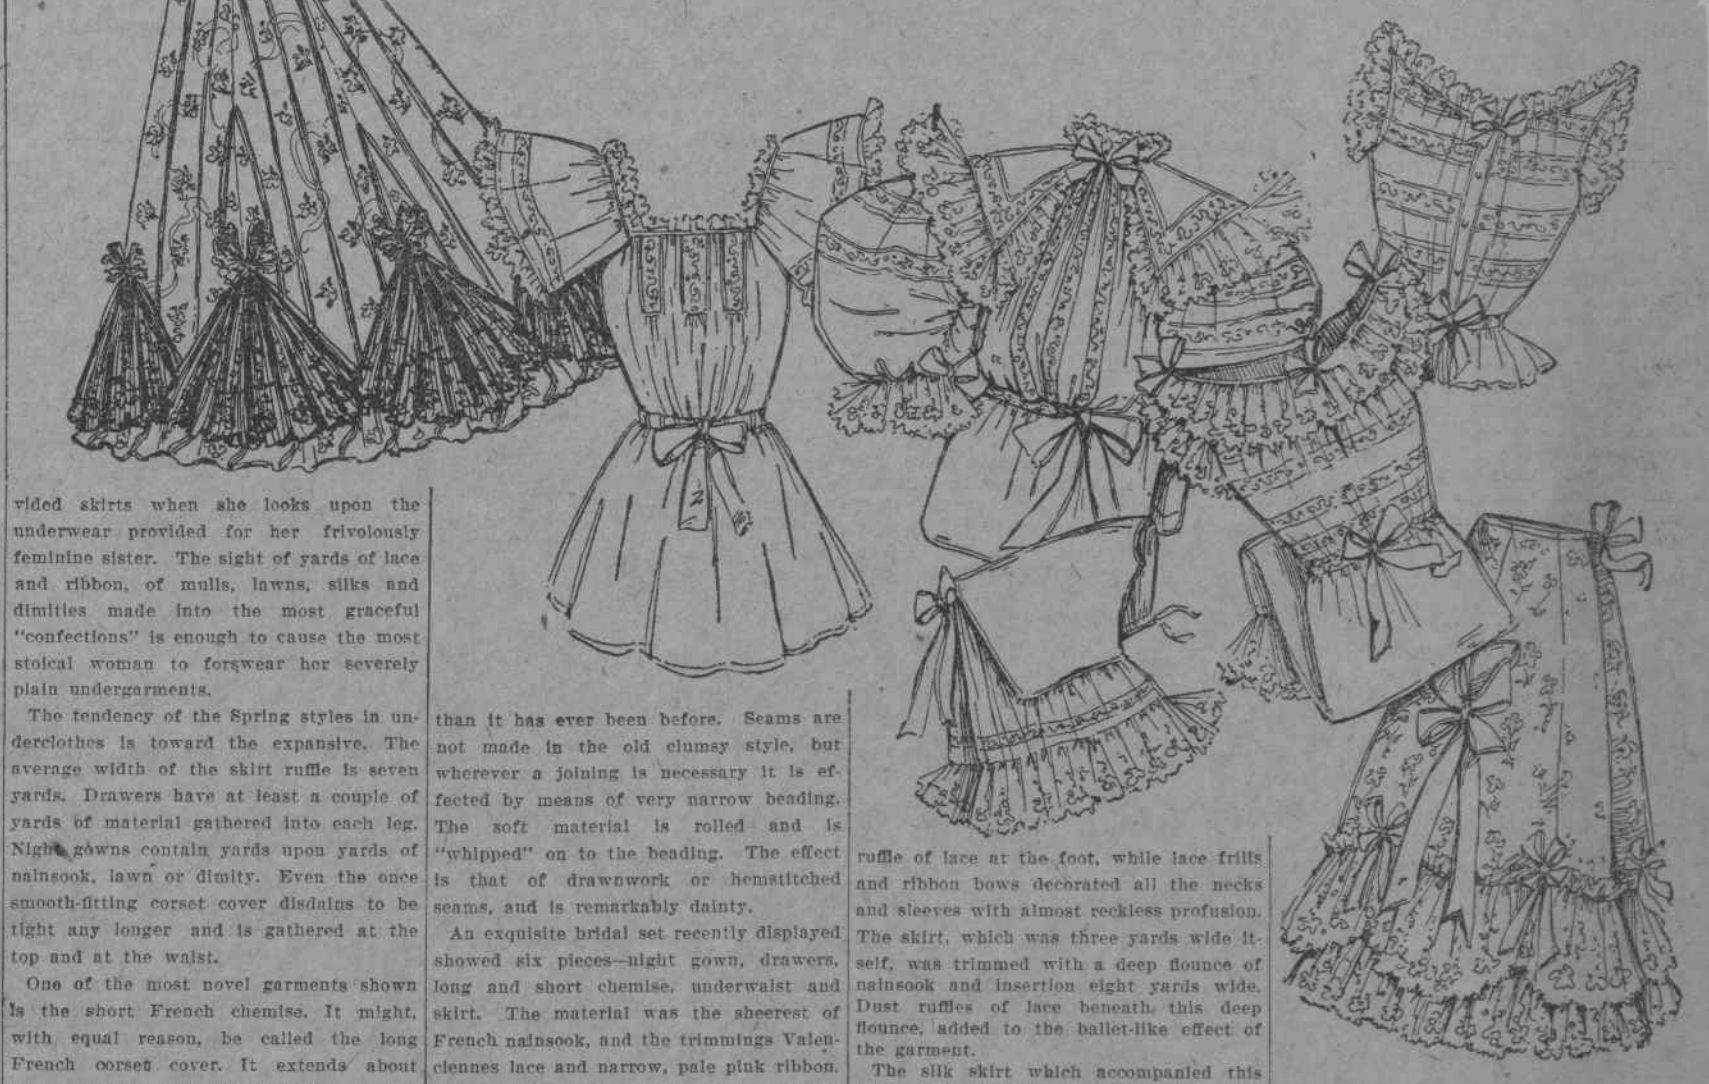 vided skirts when she looks upon the
underwear provided for her frivolously
feminine sister. The sight of yards of lace
and ribbon, of mulls, lawns, silks and
dimities made into the most graceful
"confections" is enough to cause the most
stoical woman to forswear her severely
plain undergarments.
The tendency of the Spring styles in un-
derclothes is toward the expansive. The
average width of the skirt ruffle is seven
yards. Drawers have at least a couple of
yards of material gathered into each leg.
Night gowns contain yards upon yards of
nainsook, lawn or dimity. Even the once
smooth-fitting corset cover disdains to be
tight any longer and is gathered at the
top and at the waist.
One of the most novel garments shown
is the short French chemise. It might,
with equal reason, be called the long
French corset cover. It extends about
than it has ever been before. Seams are
not made in the old clumsy style, but
wherever a joining is necessary it is ef-
fected by means of very narrow beading.
The soft material is rolled and is
"whipped" on to the beading. The effect
is that of drawnwork or hemstitched
seams, and is remarkably dainty.
An exquisite bridal set recently displayed
showed six pieces—night gown, drawers,
long and short chemise, underwaist and
skirt. The material was the sheerest of
French nainsook, and the trimmings Valen-
ciennes lace and narrow, pale pink ribbon.
ruffle of lace at the foot, while lace frills
and ribbon bows decorated all the necks
and sleeves with almost reckless profusion.
The skirt, which was three yards wide it-
self, was trimmed with a deep flounce of
nainsook and insertion eight yards wide.
Dust ruffles of lace beneath this deep
flounce, added to the ballet-like effect of
the garment.
The silk skirt which accompanied this